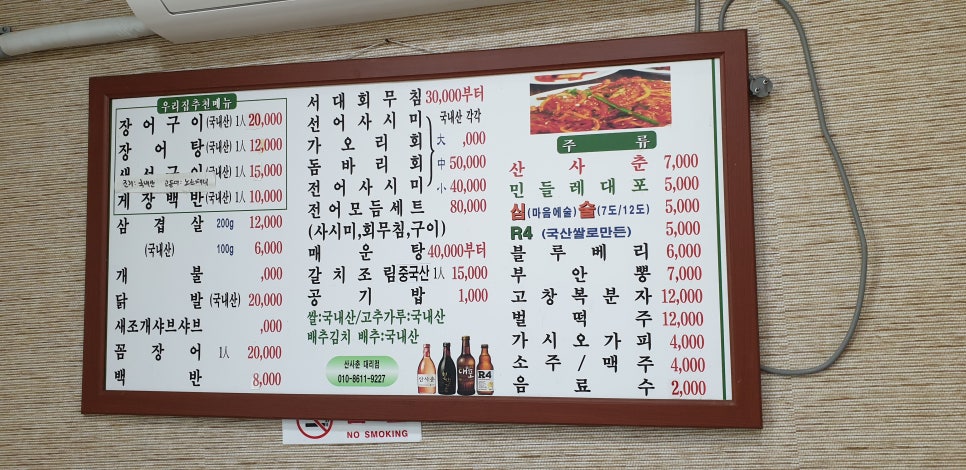 우리집추천메뉴
장어구이(국내산) 1人 20,000
장어탕(국내산) 1人 12,000
구이(국내산) 1人 15,000
게장백반(국내산) 1人 10,000
삼겹살 200g 12,000
(국내산) 100g 6,000
개불 ,000
닭발(국내산) 20,000
새조개샤브샤브 ,000
꼼장어 1人 20,000
백반 8,000
서대회무침 30,000부터
선어사시미 국내산 각각
가오리회 大 ,000
돔바리회 中 50,000
전어사시미 小 40,000
전어모듬세트 80,000
(사시미,회무침,구이)
매운탕 40,000부터
갈치조림 중국산 1人 15,000
공기밥 1,000
쌀:국내산/고추가루:국내산
배추김치 배추:국내산
산사춘 대리점
010-8611-9227
산사춘
대포
R4
주류
산사춘 7,000
민들레대포 5,000
심(마음에술)술(7도/12도) 5,000
R4 (국산쌀로만든) 5,000
블루베리 6,000
부안뽕 7,000
고창복분자 12,000
벌떡주 12,000
가시오가피 4,000
소주/맥주 4,000
음료수 2,000
NO SMOKING